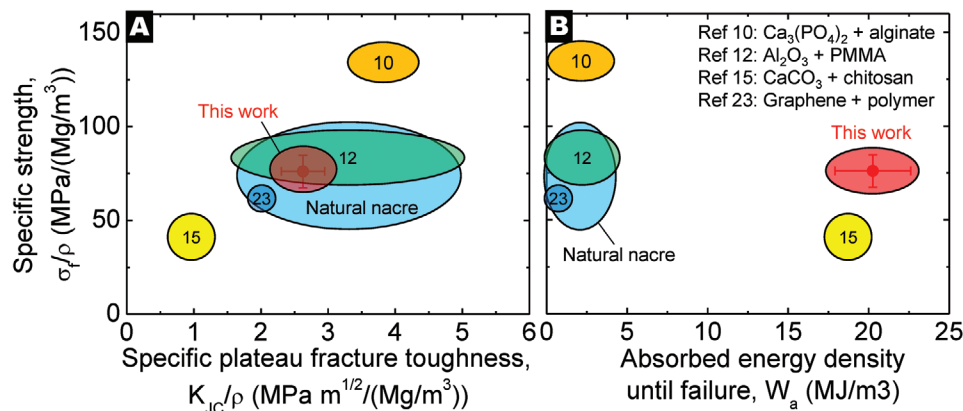 A
150
100
50
0
Specific strength,
σf/ρ (MPa/(Mg/m³)
10
This work
12
23
Natural nacre
15
0 1 2 3 4 5 6
Specific plateau fracture toughness,
KJC/ρ (MPa m^1/2/(Mg/m³))
B
Ref 10: Ca₃(PO₄)₂ + alginate
Ref 12: Al₂O₃ + PMMA
Ref 15: CaCO₃ + chitosan
Ref 23: Graphene + polymer
10
This work
12
23
15
Natural nacre
0 5 10 15 20 25
Absorbed energy density
until failure, Wa (MJ/m3)